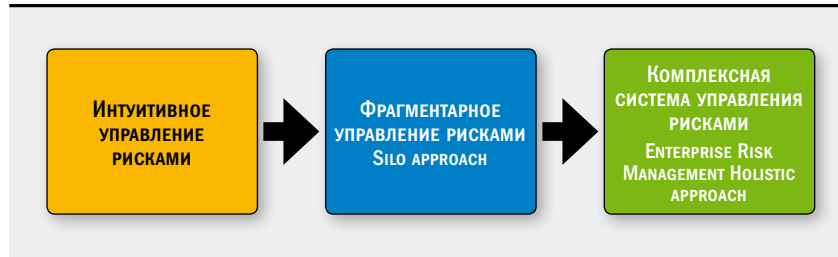 Интуитивное
управление
рисками
Фрагментарное
управление рисками
Silo approach
Комплексная
система управления
рисками
Enterprise Risk
Management Holistic
approach